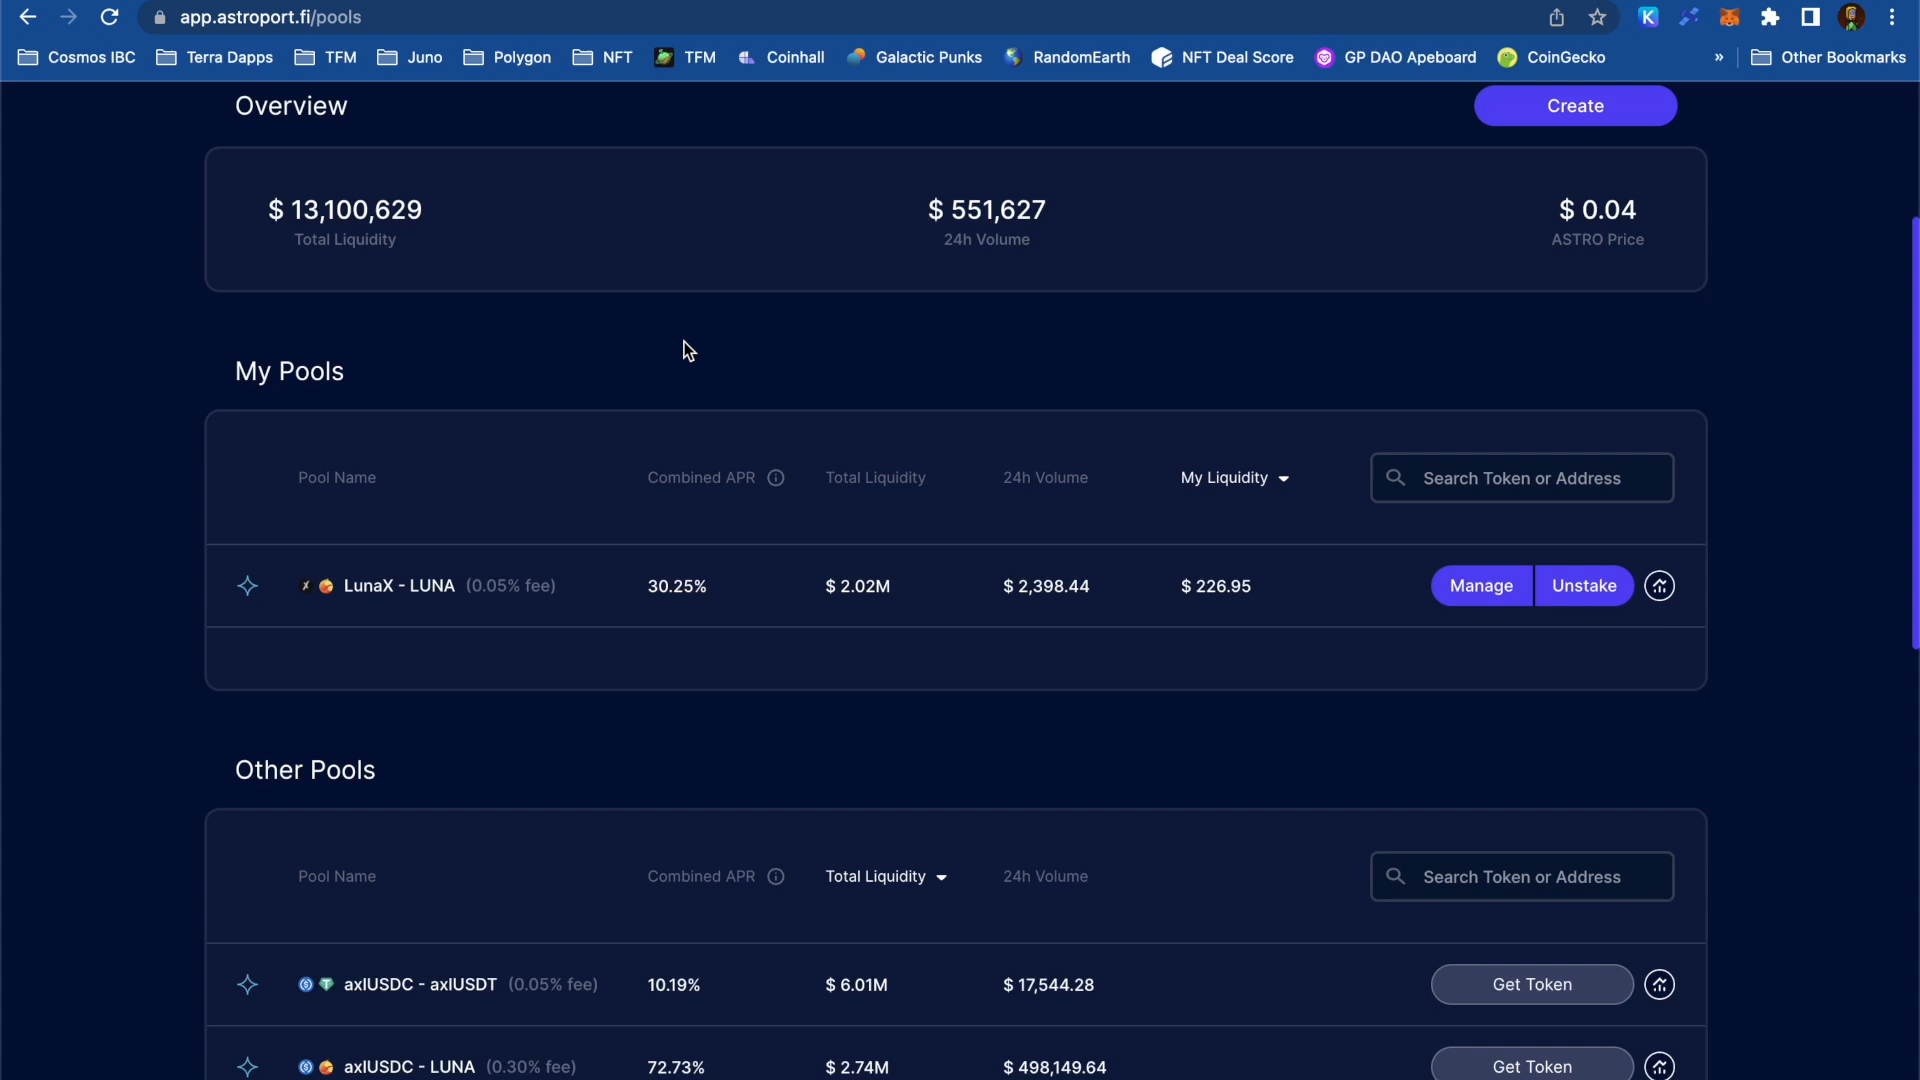 app.astroport.fi/pools
Cosmos IBC Terra Dapps TFM Juno Polygon NFT TFM Coinhall Galactic Punks RandomEarth NFT Deal Score GP DAO Apeboard CoinGecko » Other Bookmarks
Overview Create
$ 13,100,629 $ 551,627 $ 0.04
Total Liquidity 24h Volume ASTRO Price
My Pools
Pool Name Combined APR Total Liquidity 24h Volume My Liquidity Search Token or Address
LunaX - LUNA (0.05% fee) 30.25% $ 2.02M $ 2,398.44 $ 226.95 Manage Unstake
Other Pools
Pool Name Combined APR Total Liquidity 24h Volume Search Token or Address
axlUSDC - axlUSDT (0.05% fee) 10.19% $ 6.01M $ 17,544.28 Get Token
axlUSDC - LUNA (0.30% fee) 72.73% $ 2.74M $ 498,149.64 Get Token